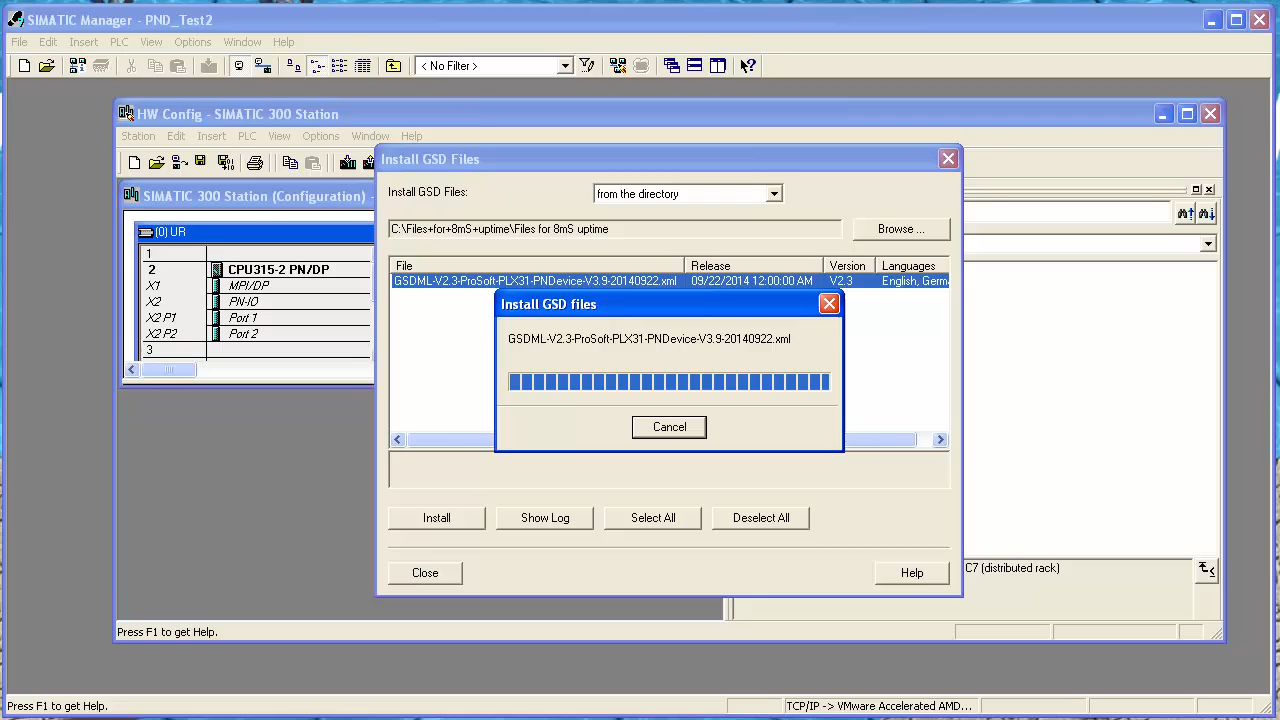 SIMATIC Manager - PND_Test2
File Edit Insert PLC View Options Window Help
< No Filter >
HW Config - SIMATIC 300 Station
Station Edit Insert PLC View Options Window Help
SIMATIC 300 Station (Configuration) -
(0) UR
1
2 CPU315-2 PN/DP
X1 MPI/DP
X2 PN-IO
X2 P1 Port 1
X2 P2 Port 2
3
Install GSD Files
Install GSD Files: from the directory
C:\Files+for+8mS+uptime\Files for 8mS uptime Browse ...
File Release Version Languages
GSDML-V2.3-ProSoft-PLX31-PNDevice-V3.9-20140922.xml 09/22/2014 12:00:00 AM V2.3 English, Germa
Install GSD files
GSDML-V2.3-ProSoft-PLX31-PNDevice-V3.9-20140922.xml
Cancel
Install Show Log Select All Deselect All
Close Help
C7 (distributed rack)
Press F1 to get Help.
Press F1 to get Help. TCP/IP -> VMware Accelerated AMD...